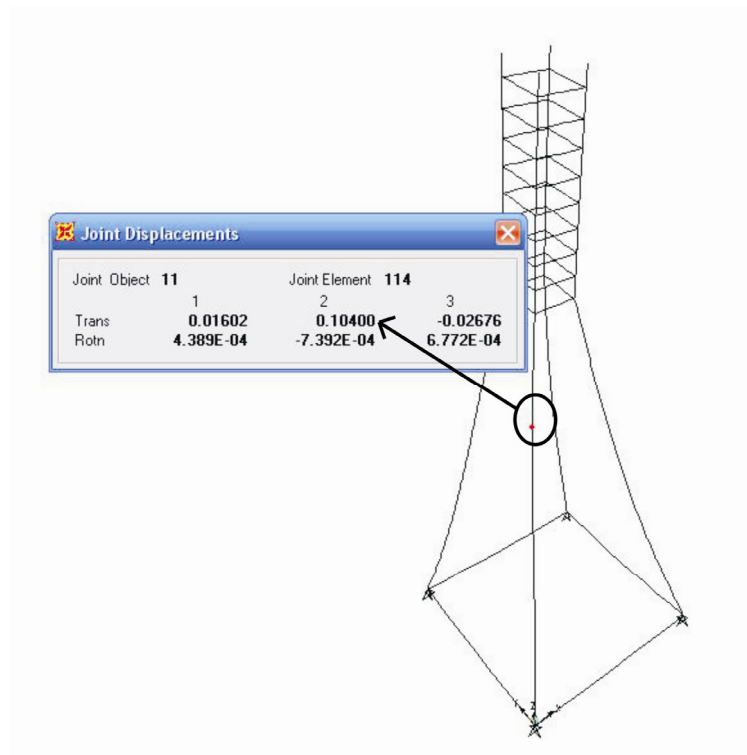 Joint Displacements
Joint Object 11 Joint Element 114
1 2 3
Trans 0.01602 0.10400 -0.02676
Rotn 4.389E-04 -7.392E-04 6.772E-04
Z